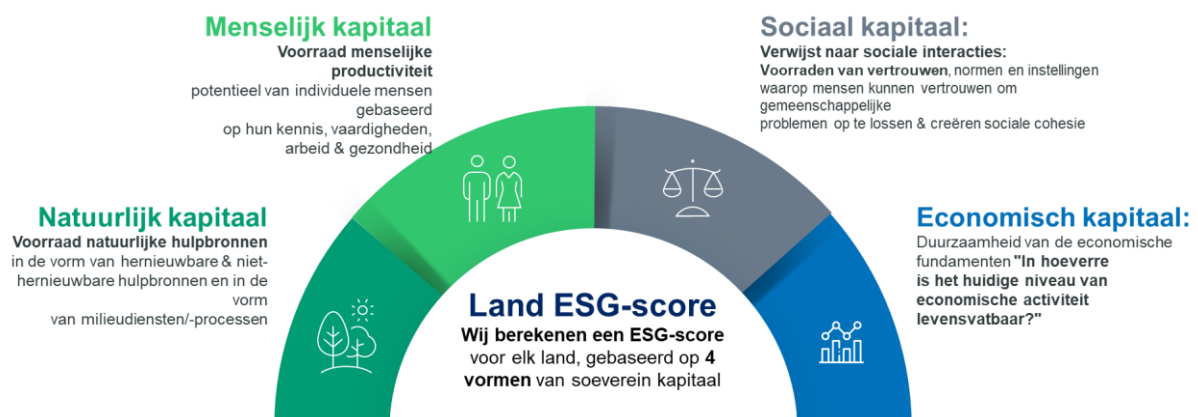 Menselijk kapitaal
Voorraad menselijke
productiviteit
potentieel van individuele mensen
gebaseerd
op hun kennis, vaardigheden,
arbeid & gezondheid
Sociaal kapitaal:
Verwijst naar sociale interacties:
Voorraden van vertrouwen, normen en instellingen
waarop mensen kunnen vertrouwen om
gemeenschappelijke
problemen op te lossen & creëren sociale cohesie
Natuurlijk kapitaal
Voorraad natuurlijke hulpbronnen
in de vorm van hernieuwbare & niet-
hernieuwbare hulpbronnen en in de
vorm
van milieudiensten/-processen
Economisch kapitaal:
Duurzaamheid van de economische
fundamenten "In hoeverre
is het huidige niveau van
economische activiteit
levensvatbaar?"
Land ESG-score
Wij berekenen een ESG-score
voor elk land, gebaseerd op 4
vormen van soeverein kapitaal